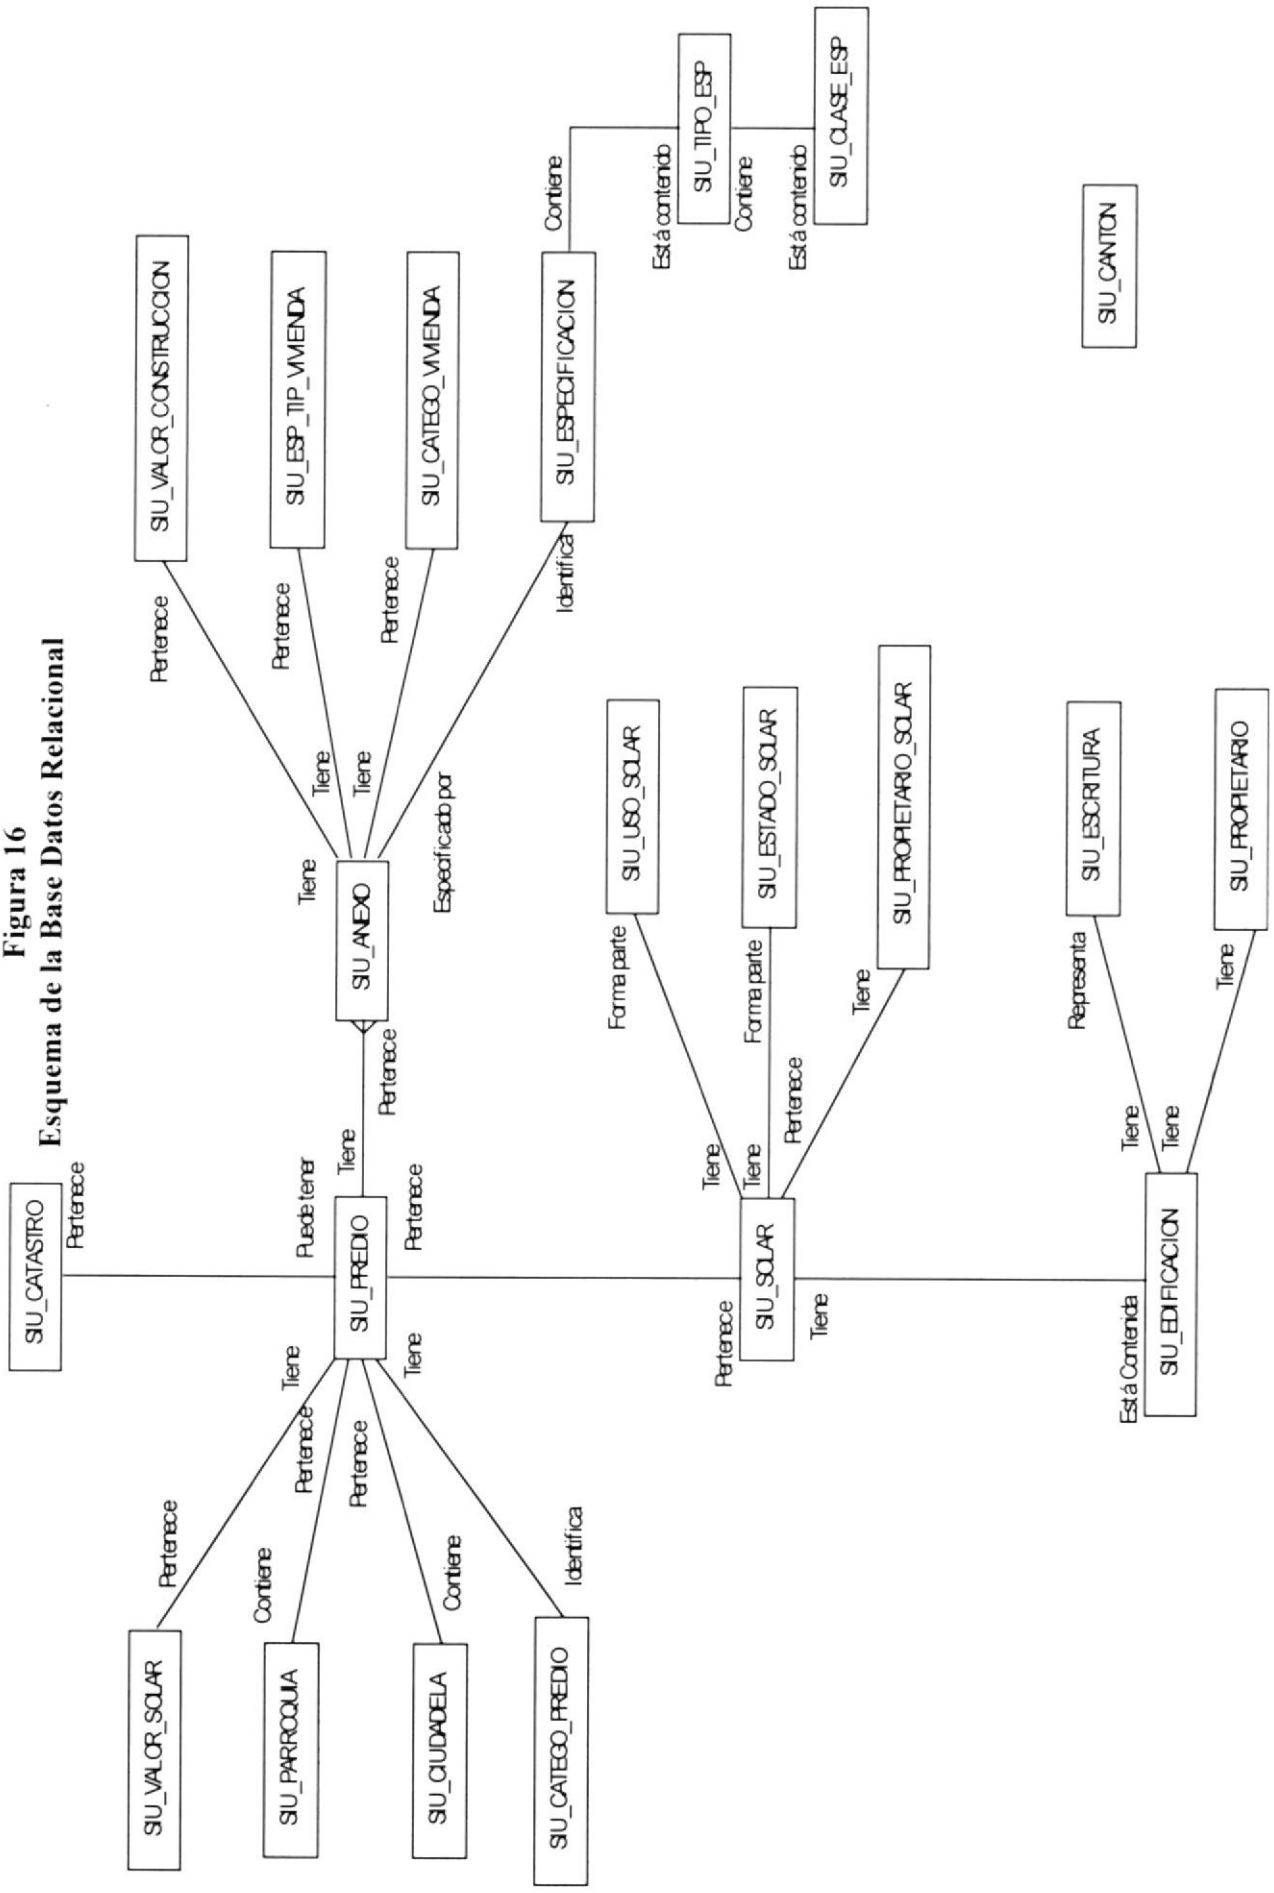 Figura 16
Esquema de la Base Datos Relacional
SIU_CATASTRO
Pertenece
Puede tener
SIU_PREDIO
Tiene
Pertenece
SIU_ANEXO
Tiene
Pertenece
SIU_VALOR_CONSTRUCCION
Tiene
Pertenece
SIU_ESP_TIP_VIVIENDA
Tiene
Pertenece
SIU_CATEGO_VIVIENDA
Especificado por
Identifica
SIU_ESPECIFICACION
Contiene
Está contenido
SIU_TIPO_ESP
Contiene
Está contenido
SIU_CLASE_ESP
Tiene
Pertenece
SIU_VALOR_SOLAR
Pertenece
Contiene
SIU_PARROQUIA
Pertenece
Contiene
SIU_CIUDADELA
Tiene
Identifica
SIU_CATEGO_PREDIO
Pertenece
Pertenece
SIU_SOLAR
Tiene
Forma parte
SIU_USO_SOLAR
Tiene
Forma parte
SIU_ESTADO_SOLAR
Pertenece
Tiene
SIU_PROPIETARIO_SOLAR
Tiene
Está Contenida
SIU_EDIFICACION
Tiene
Representa
SIU_ESCRITURA
Tiene
Tiene
SIU_PROPIETARIO
SIU_CANTON